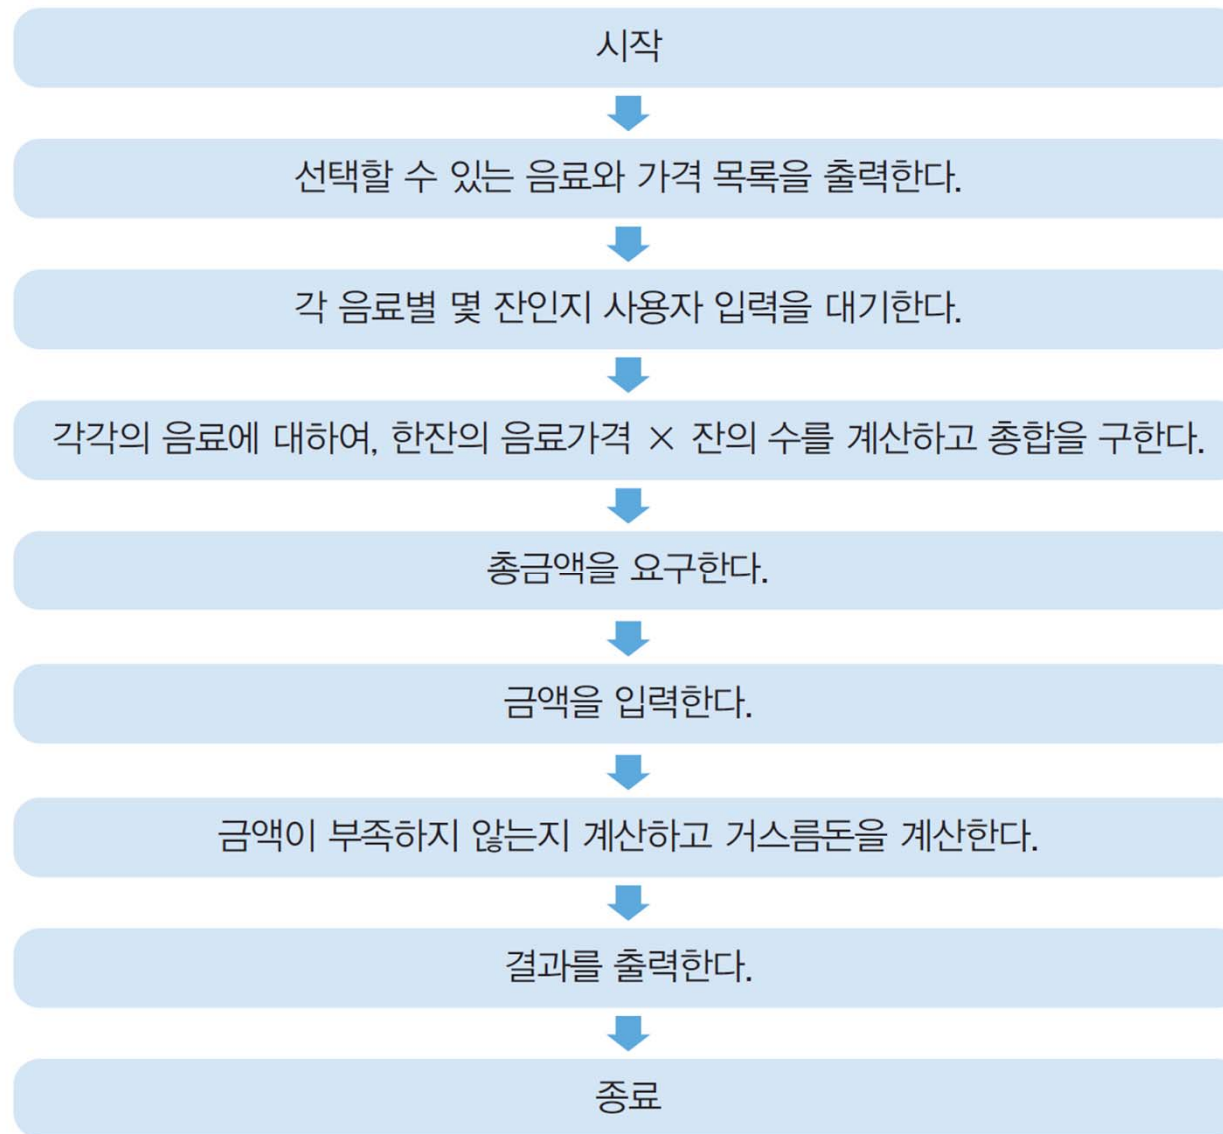 시작
선택할 수 있는 음료와 가격 목록을 출력한다.
각 음료별 몇 잔인지 사용자 입력을 대기한다.
각각의 음료에 대하여, 한잔의 음료가격 × 잔의 수를 계산하고 총합을 구한다.
총금액을 요구한다.
금액을 입력한다.
금액이 부족하지 않는지 계산하고 거스름돈을 계산한다.
결과를 출력한다.
종료